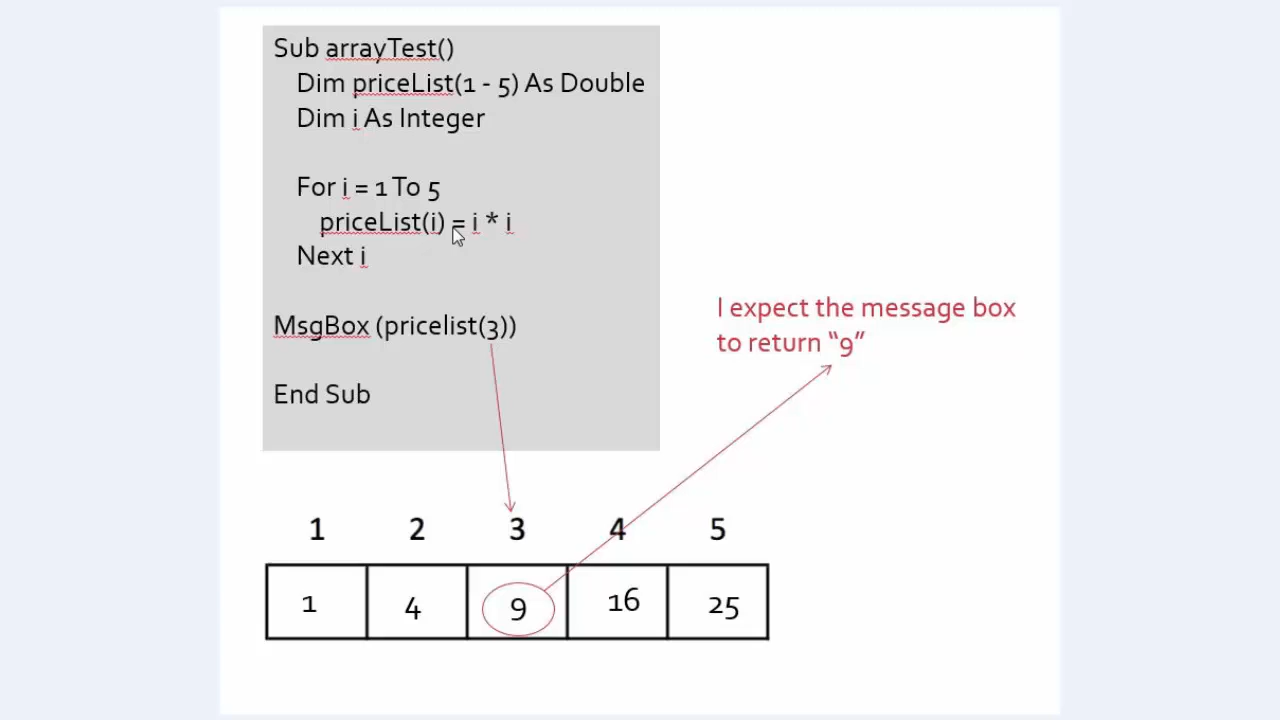 Sub arrayTest()
Dim priceList(1 - 5) As Double
Dim i As Integer
For i = 1 To 5
priceList(i) = i * i
Next i
MsgBox (pricelist(3))
End Sub
I expect the message box
to return “9”
1 2 3 4 5
1 4 9 16 25